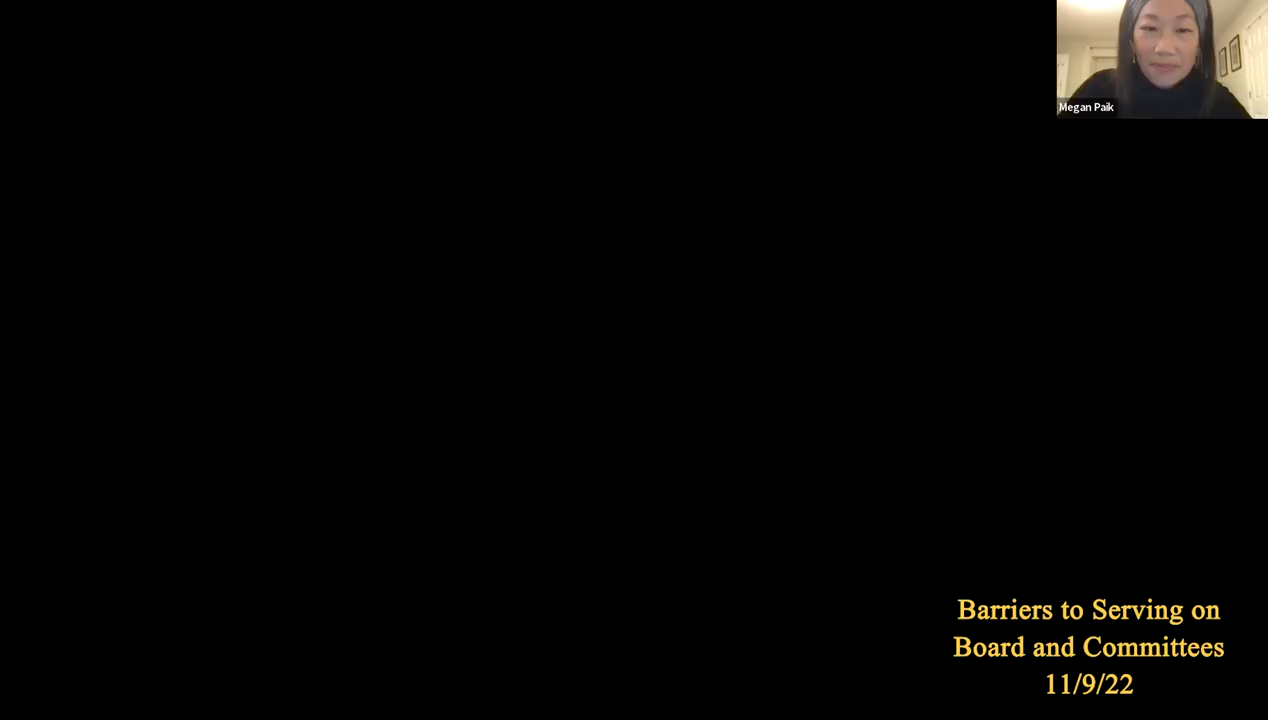 Megan Paik
Barriers to Serving on
Board and Committees
11/9/22